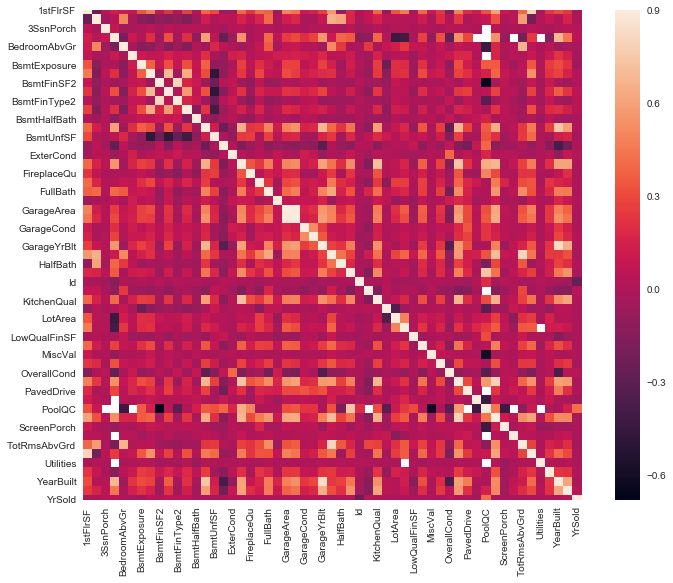 1stFlrSF
3SsnPorch
BedroomAbvGr
BsmtExposure
BsmtFinSF2
BsmtFinType2
BsmtHalfBath
BsmtUnfSF
ExterCond
FireplaceQu
FullBath
GarageArea
GarageCond
GarageYrBlt
HalfBath
Id
KitchenQual
LotArea
LowQualFinSF
MiscVal
OverallCond
PavedDrive
PoolQC
ScreenPorch
TotRmsAbvGrd
Utilities
YearBuilt
YrSold
1stFlrSF
3SsnPorch
BedroomAbvGr
BsmtExposure
BsmtFinSF2
BsmtFinType2
BsmtHalfBath
BsmtUnfSF
ExterCond
FireplaceQu
FullBath
GarageArea
GarageCond
GarageYrBlt
HalfBath
Id
KitchenQual
LotArea
LowQualFinSF
MiscVal
OverallCond
PavedDrive
PoolQC
ScreenPorch
TotRmsAbvGrd
Utilities
YearBuilt
YrSold
0.9
0.6
0.3
0.0
−0.3
−0.6